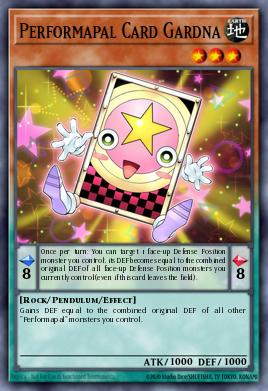 PERFORMAPAL CARD GARDNA
EARTH
地
Once per turn: You can target 1 face-up Defense Position
monster you control; its DEF becomes equal to the combined
original DEF of all face-up Defense Position monsters you
currently control (even if this card leaves the field).
8
8
[Rock/Pendulum/Effect]
Gains DEF equal to the combined original DEF of all other
"Performapal" monsters you control.
ATK/1000 DEF/1000